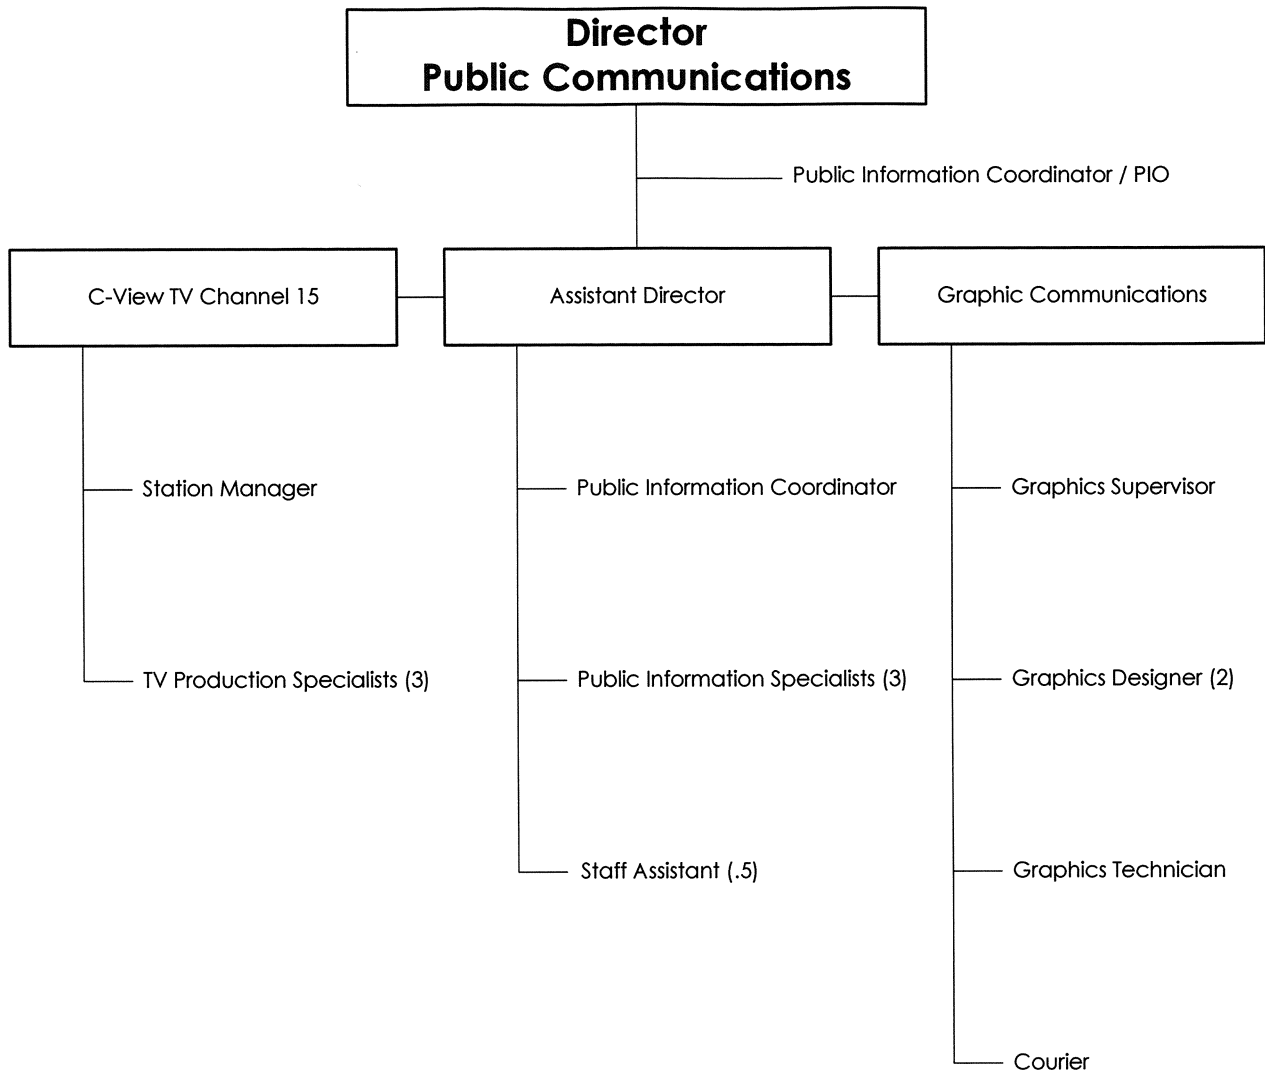 Director
Public Communications
Public Information Coordinator / PIO
C-View TV Channel 15
Assistant Director
Graphic Communications
Station Manager
Public Information Coordinator
Graphics Supervisor
TV Production Specialists (3)
Public Information Specialists (3)
Graphics Designer (2)
Staff Assistant (.5)
Graphics Technician
Courier